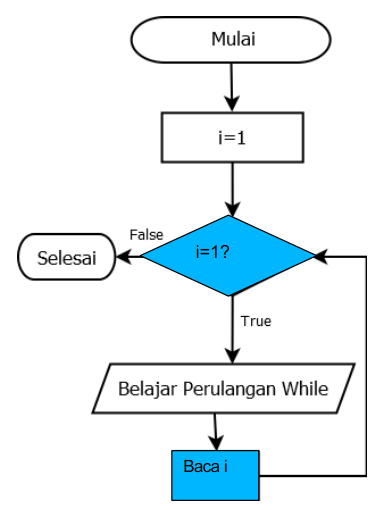 Mulai
i=1
i=1?
False
Selesai
True
Belajar Perulangan While
Baca i